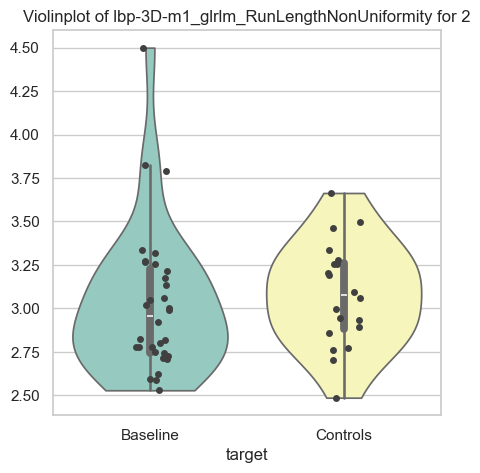 Violinplot of lbp-3D-m1_glrlm_RunLengthNonUniformity for 2
4.50
4.25
4.00
3.75
3.50
3.25
3.00
2.75
2.50
Baseline
Controls
target